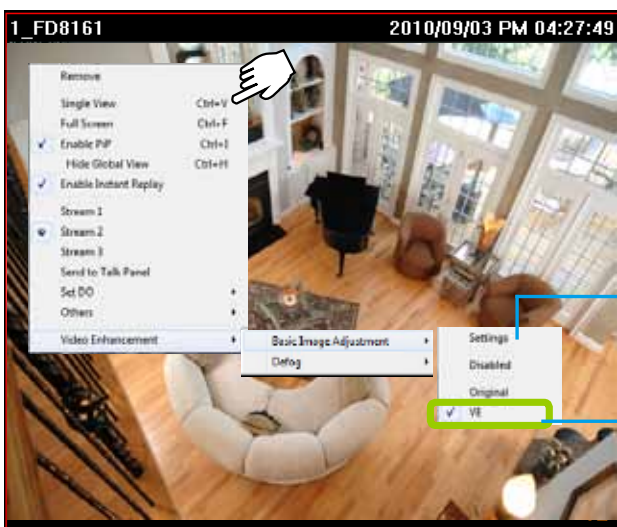 1_FD8161 2010/09/03 PM 04:27:49
Remove
Single View Ctrl+V
Full Screen Ctrl+F
Enable PiP Ctrl+I
Hide Global View Ctrl+H
Enable Instant Replay
Stream 1
Stream 2
Stream 3
Send to Talk Panel
Set DO
Others
Video Enhancement
Basic Image Adjustment
Defog
Settings
Disabled
Original
VE